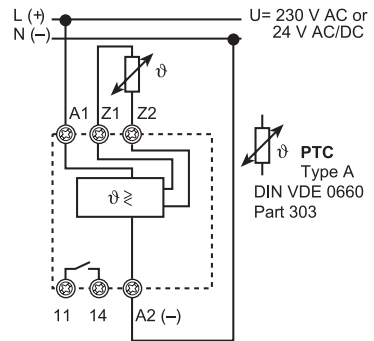 L (+)
U= 230 V AC or
N (–)
24 V AC/DC
ϑ
A1 Z1 Z2
ϑ PTC
Type A
DIN VDE 0660
Part 303
ϑ ≷
11 14 A2 (–)